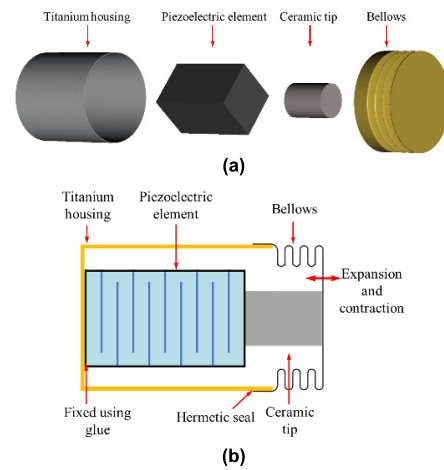 Titanium housing
Piezoelectric element
Ceramic
tip
Bellows
(a)
Titanium
housing
Piezoelectric
element
Bellows
Expansion
and
contraction
Fixed using
glue
Hermetic seal
Ceramic
tip
(b)